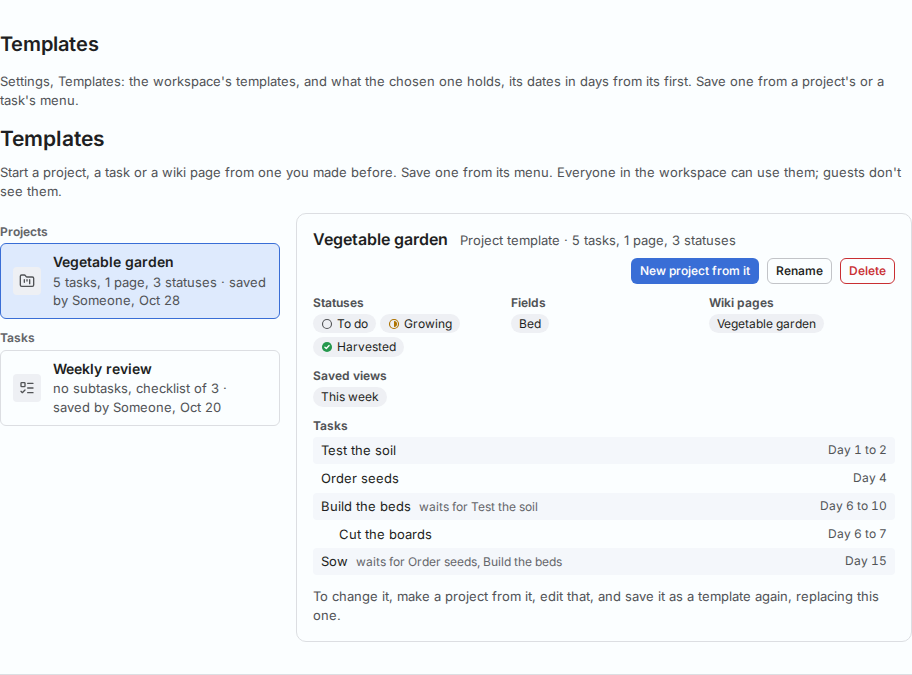 Templates
Settings, Templates: the workspace's templates, and what the chosen one holds, its dates in days from its first. Save one from a project's or a
task's menu.
Templates
Start a project, a task or a wiki page from one you made before. Save one from its menu. Everyone in the workspace can use them; guests don't
see them.
Projects
Vegetable garden
5 tasks, 1 page, 3 statuses · saved
by Someone, Oct 28
Tasks
Weekly review
no subtasks, checklist of 3 ·
saved by Someone, Oct 20
Vegetable garden Project template · 5 tasks, 1 page, 3 statuses
New project from it Rename Delete
Statuses Fields Wiki pages
To do Growing Bed Vegetable garden
Harvested
Saved views
This week
Tasks
Test the soil Day 1 to 2
Order seeds Day 4
Build the beds waits for Test the soil Day 6 to 10
Cut the boards Day 6 to 7
Sow waits for Order seeds, Build the beds Day 15
To change it, make a project from it, edit that, and save it as a template again, replacing this
one.